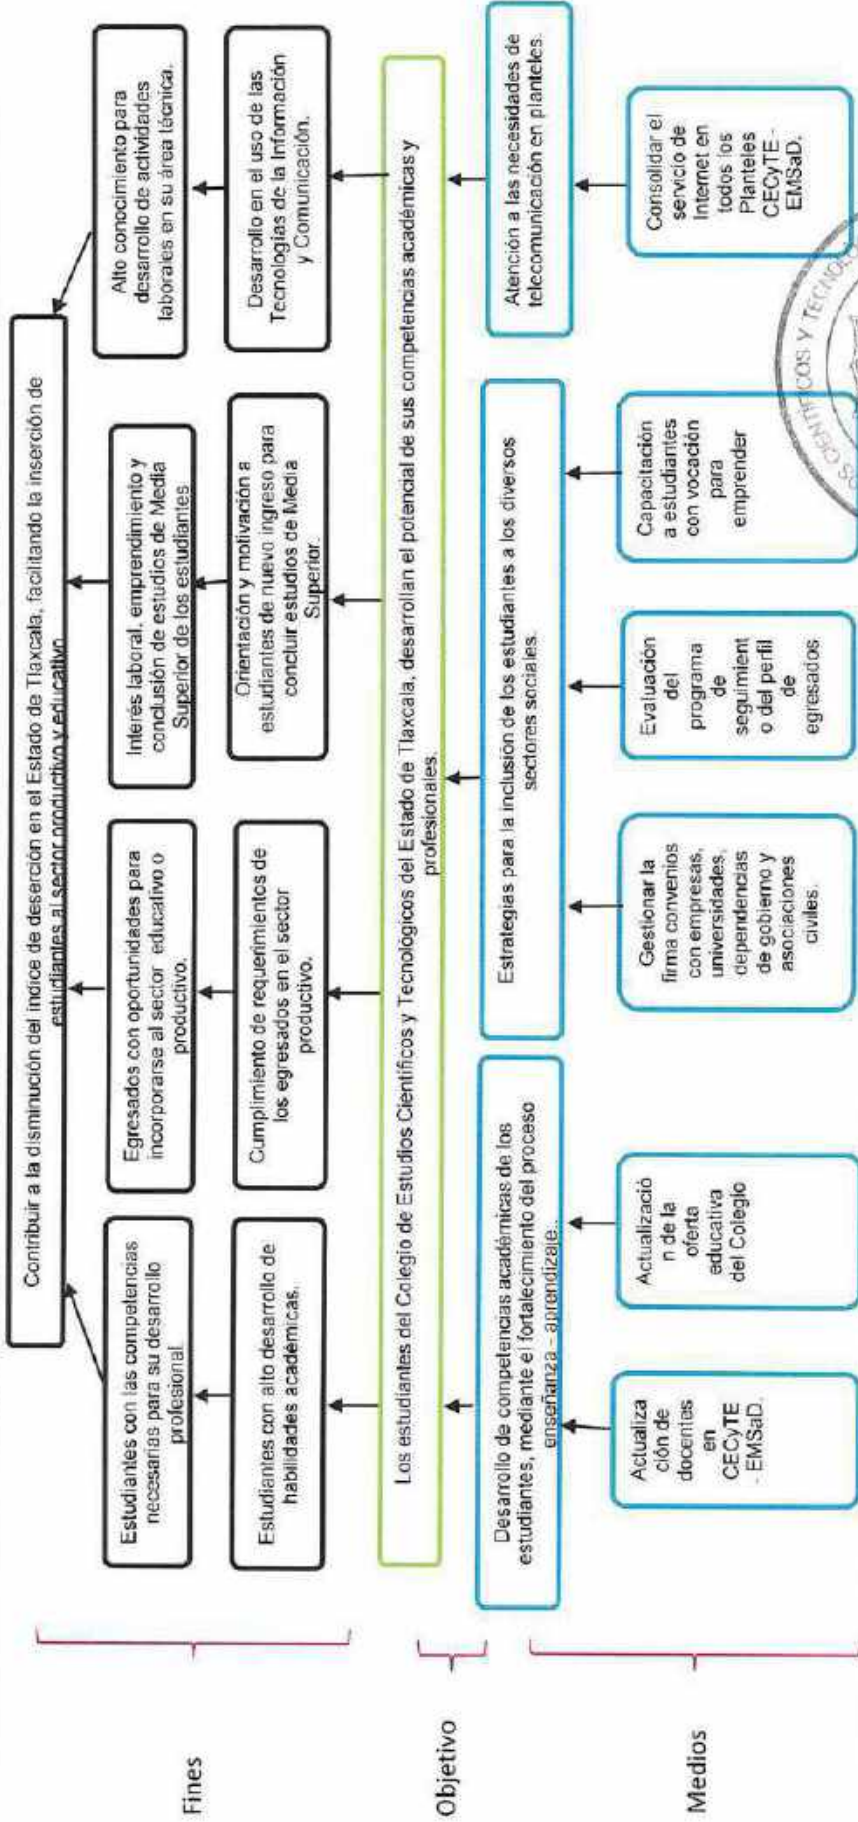 Contribuir a la disminución del índice de deserción en el Estado de Tlaxcala, facilitando la inserción de
estudiantes al sector productivo y educativo
Fines
Estudiantes con las competencias
necesarias para su desarrollo
profesional.
Egresados con oportunidades para
incorporarse al sector educativo o
productivo.
Interés laboral, emprendimiento y
conclusión de estudios de Media
Superior de los estudiantes
Alto conocimiento para
desarrollo de actividades
laborales en su área técnica.
Estudiantes con alto desarrollo de
habilidades académicas.
Cumplimiento de requerimientos de
los egresados en el sector
productivo.
Orientación y motivación a
estudiantes de nuevo ingreso para
concluir estudios de Media
Superior.
Desarrollo en el uso de las
Tecnologías de la Información
y Comunicación.
Objetivo
Los estudiantes del Colegio de Estudios Científicos y Tecnológicos del Estado de Tlaxcala, desarrollan el potencial de sus competencias académicas y
profesionales.
Medios
Desarrollo de competencias académicas de los
estudiantes, mediante el fortalecimiento del proceso
enseñanza - aprendizaje..
Estrategias para la inclusión de los estudiantes a los diversos
sectores sociales.
Atención a las necesidades de
telecomunicación en planteles.
Actualiza
ción de
docentes
en
CECyTE
- EMSaD.
Actualizació
n de la
oferta
educativa
del Colegio
Gestionar la
firma convenios
con empresas,
universidades,
dependencias
de gobierno y
asociaciones
civiles.
Evaluación
del
programa
de
seguimient
o del perfil
de
egresados
Capacitación
a estudiantes
con vocación
para
emprender
Consolidar el
servicio de
Internet en
todos los
Planteles
CECyTE -
EMSaD.
OS CIENTÍFICOS Y TECNOLÓ